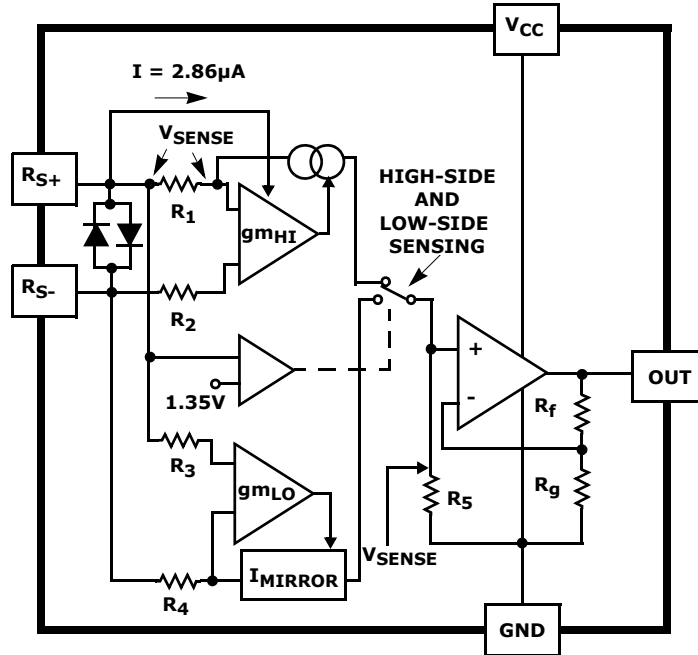 VCC
I = 2.86µA
VSENSE
RS+
R1
HIGH-SIDE
AND
LOW-SIDE
SENSING
gmHI
RS-
R2
+
1.35V
-
OUT
Rf
R3
gmLO
R5
Rg
VSENSE
IMIRROR
R4
GND